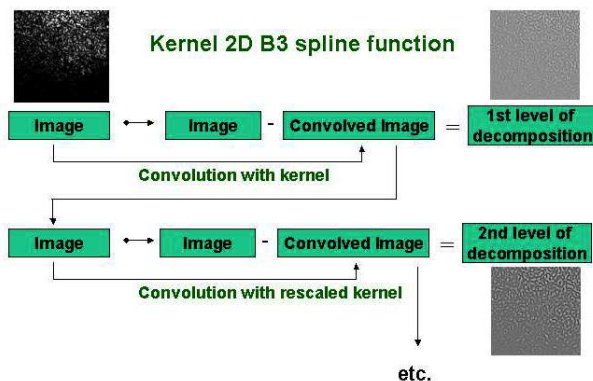 Kernel 2D B3 spline function
Image
Image
-
Convolved Image
=
1st level of
decomposition
Convolution with kernel
Image
Image
-
Convolved Image
=
2nd level of
decomposition
Convolution with rescaled kernel
etc.